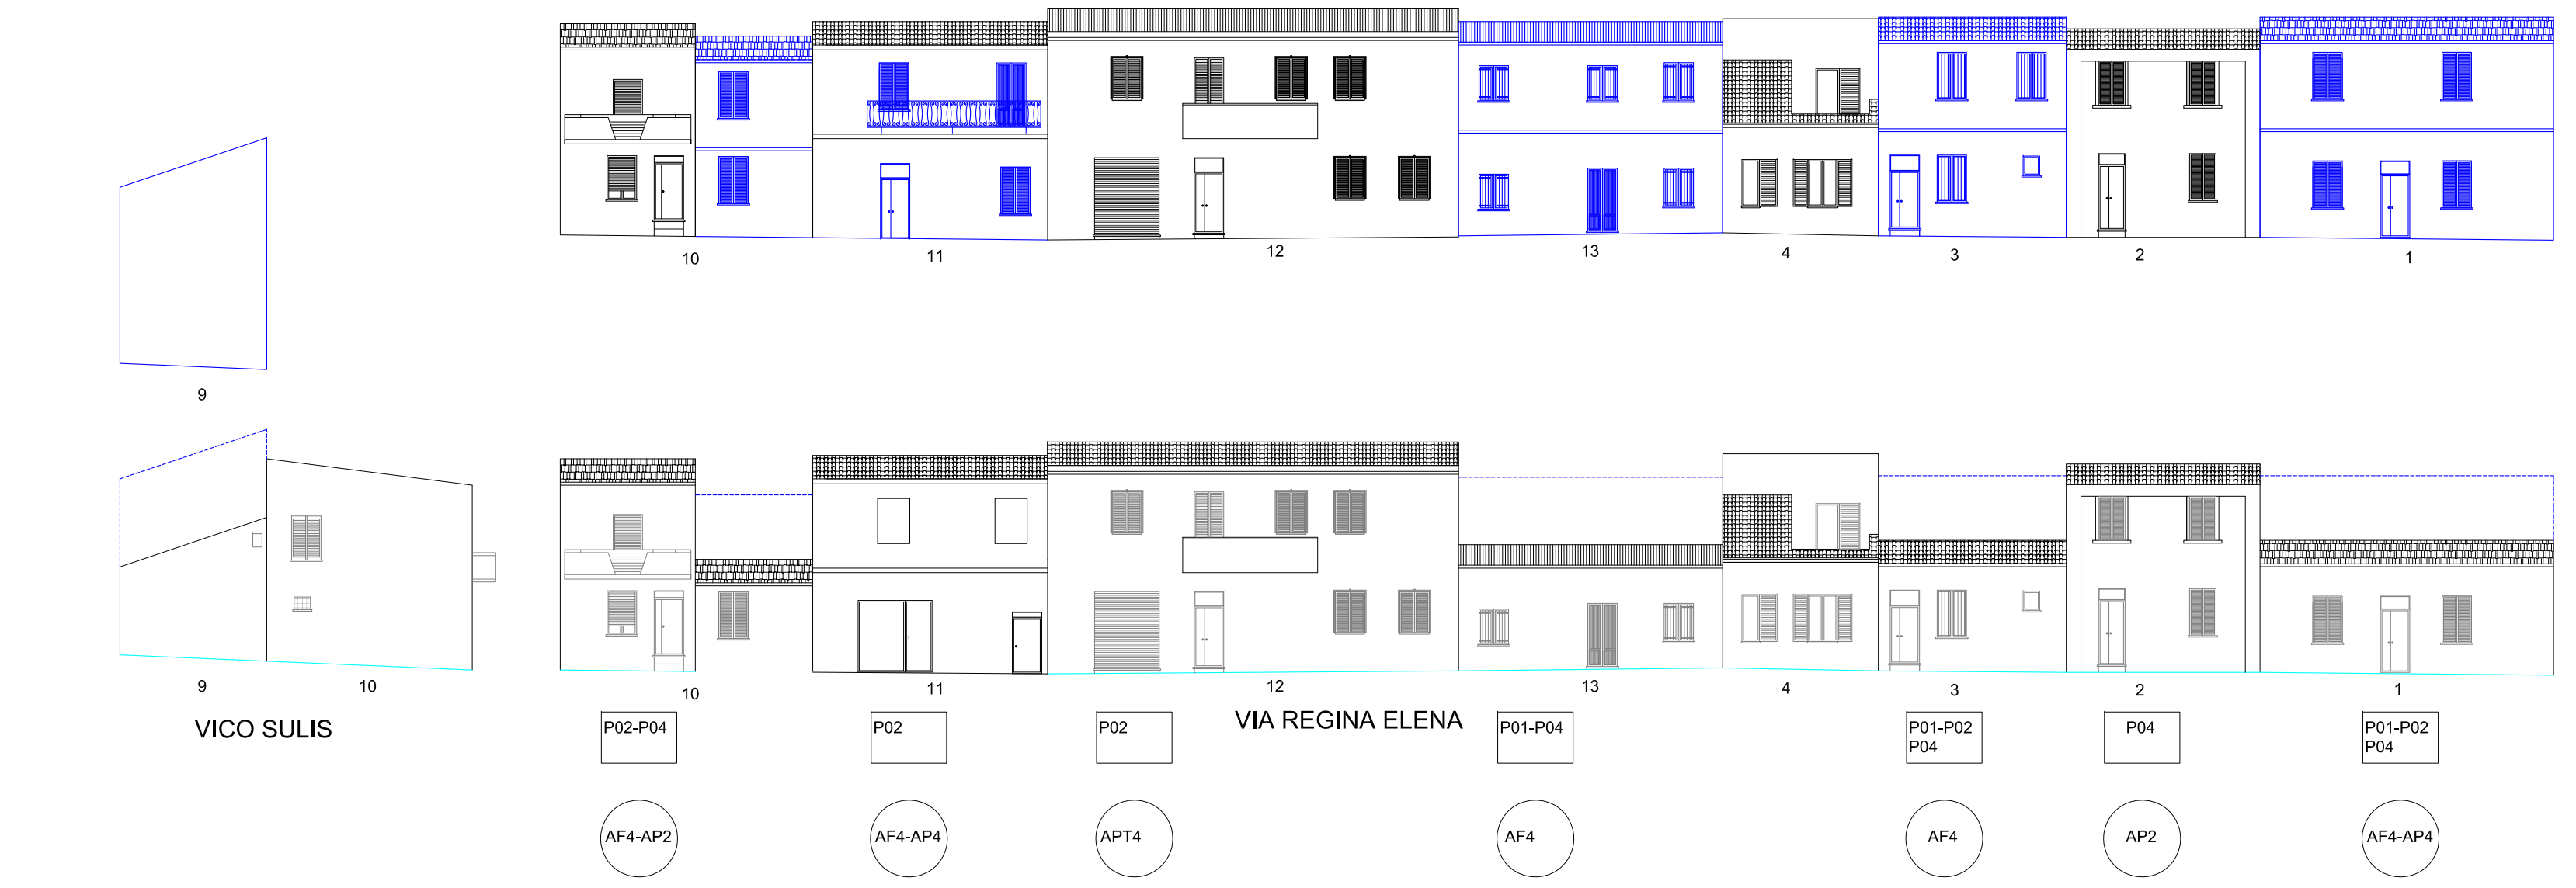 10
11
12
13
4
3
2
1
9
9
10
10
11
12
13
4
3
2
1
VICO SULIS
VIA REGINA ELENA
P02-P04
P02
P02
P01-P04
P01-P02
P04
P04
P01-P02
P04
AF4-AP2
AF4-AP4
APT4
AF4
AF4
AP2
AF4-AP4